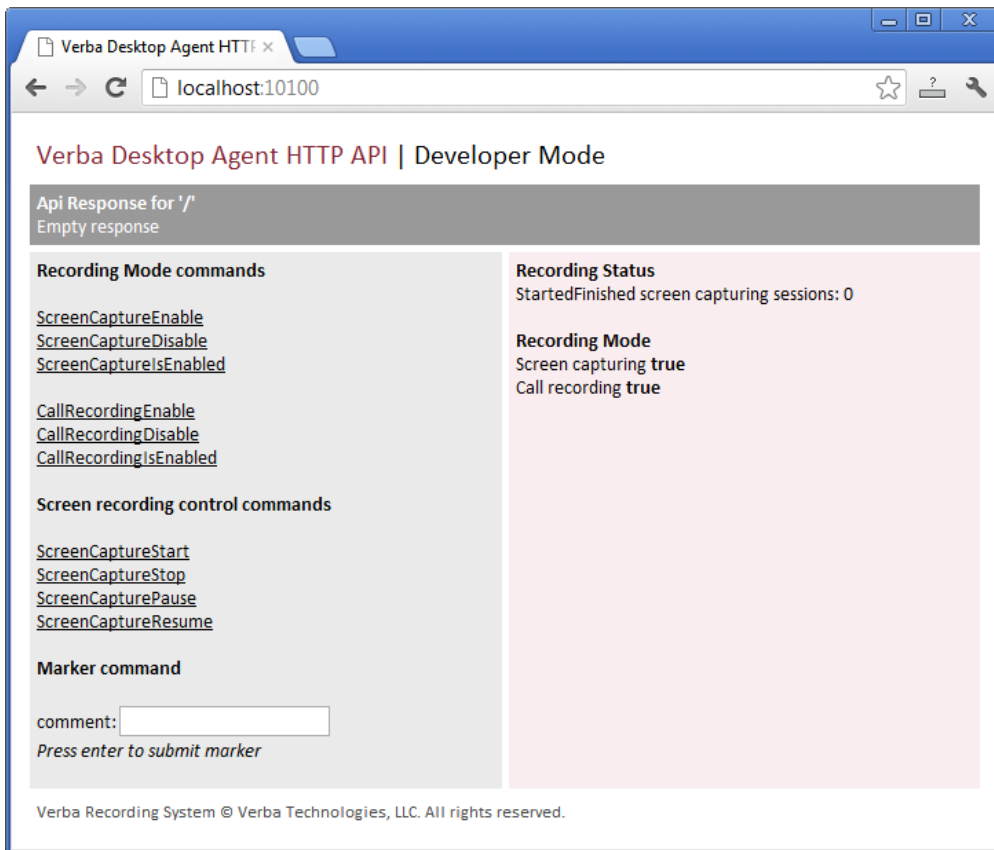 Verba Desktop Agent HTTP
localhost:10100
Verba Desktop Agent HTTP API | Developer Mode
Api Response for '/'
Empty response
Recording Mode commands
ScreenCaptureEnable
ScreenCaptureDisable
ScreenCaptureIsEnabled
CallRecordingEnable
CallRecordingDisable
CallRecordingIsEnabled
Screen recording control commands
ScreenCaptureStart
ScreenCaptureStop
ScreenCapturePause
ScreenCaptureResume
Marker command
comment:
Press enter to submit marker
Recording Status
StartedFinished screen capturing sessions: 0
Recording Mode
Screen capturing true
Call recording true
Verba Recording System © Verba Technologies, LLC. All rights reserved.